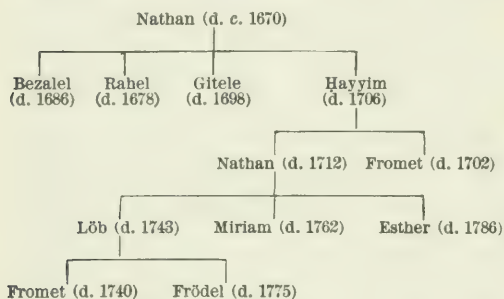 Nathan (d. c. 1670)
Bezalel Rahel Gitele Ḥayyim
(d. 1686) (d. 1678) (d. 1698) (d. 1706)
Nathan (d. 1712) Fromet (d. 1702)
Löb (d. 1743) Miriam (d. 1762) Esther (d. 1786)
Fromet (d. 1740) Frödel (d. 1775)